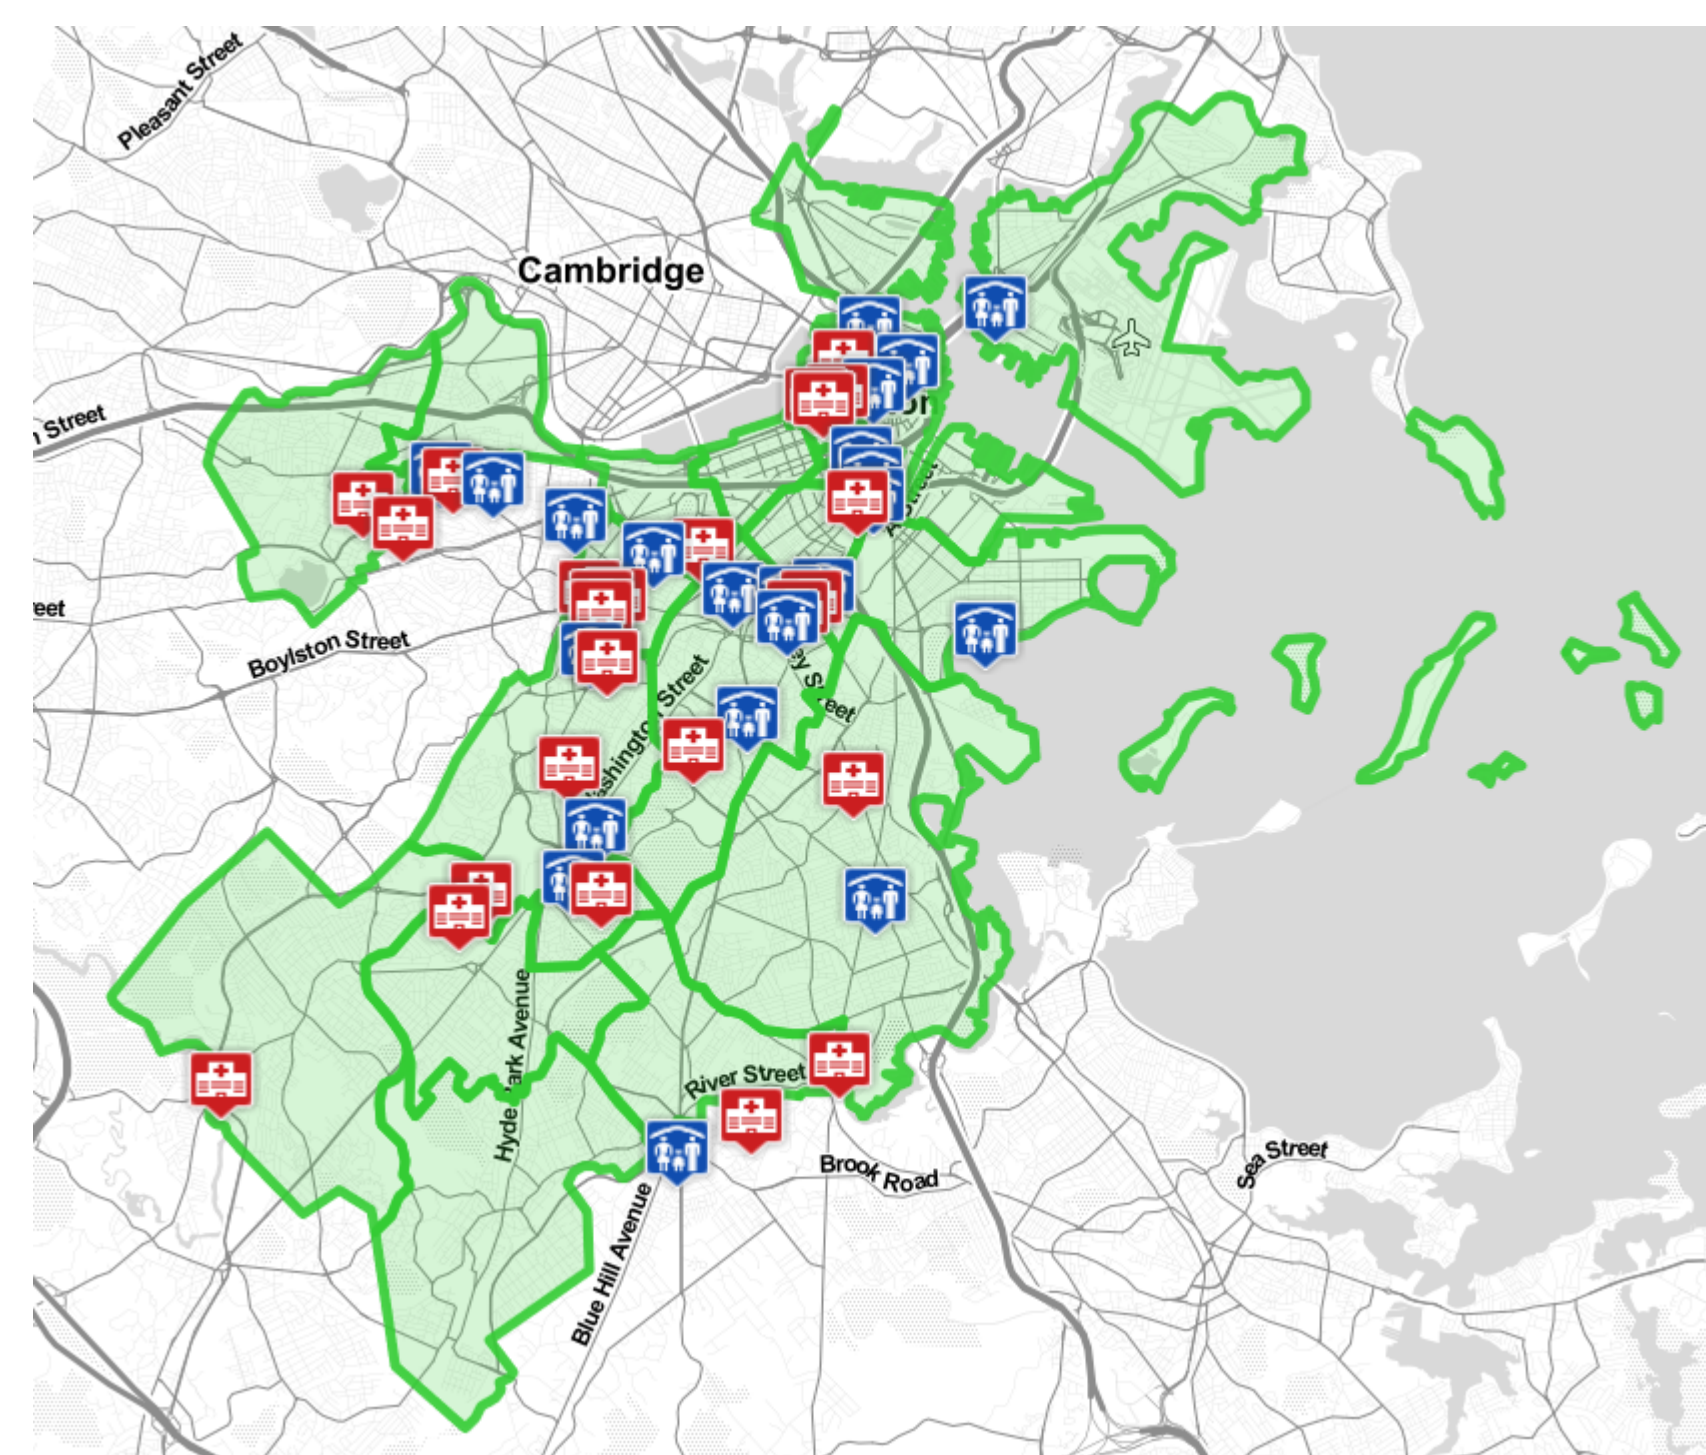 Pleasant Street
Cambridge
Street
Boylston Street
Street
Washington Street
Hyde Park Avenue
River Street
Brook Road
Blue Hill Avenue
Sea Street